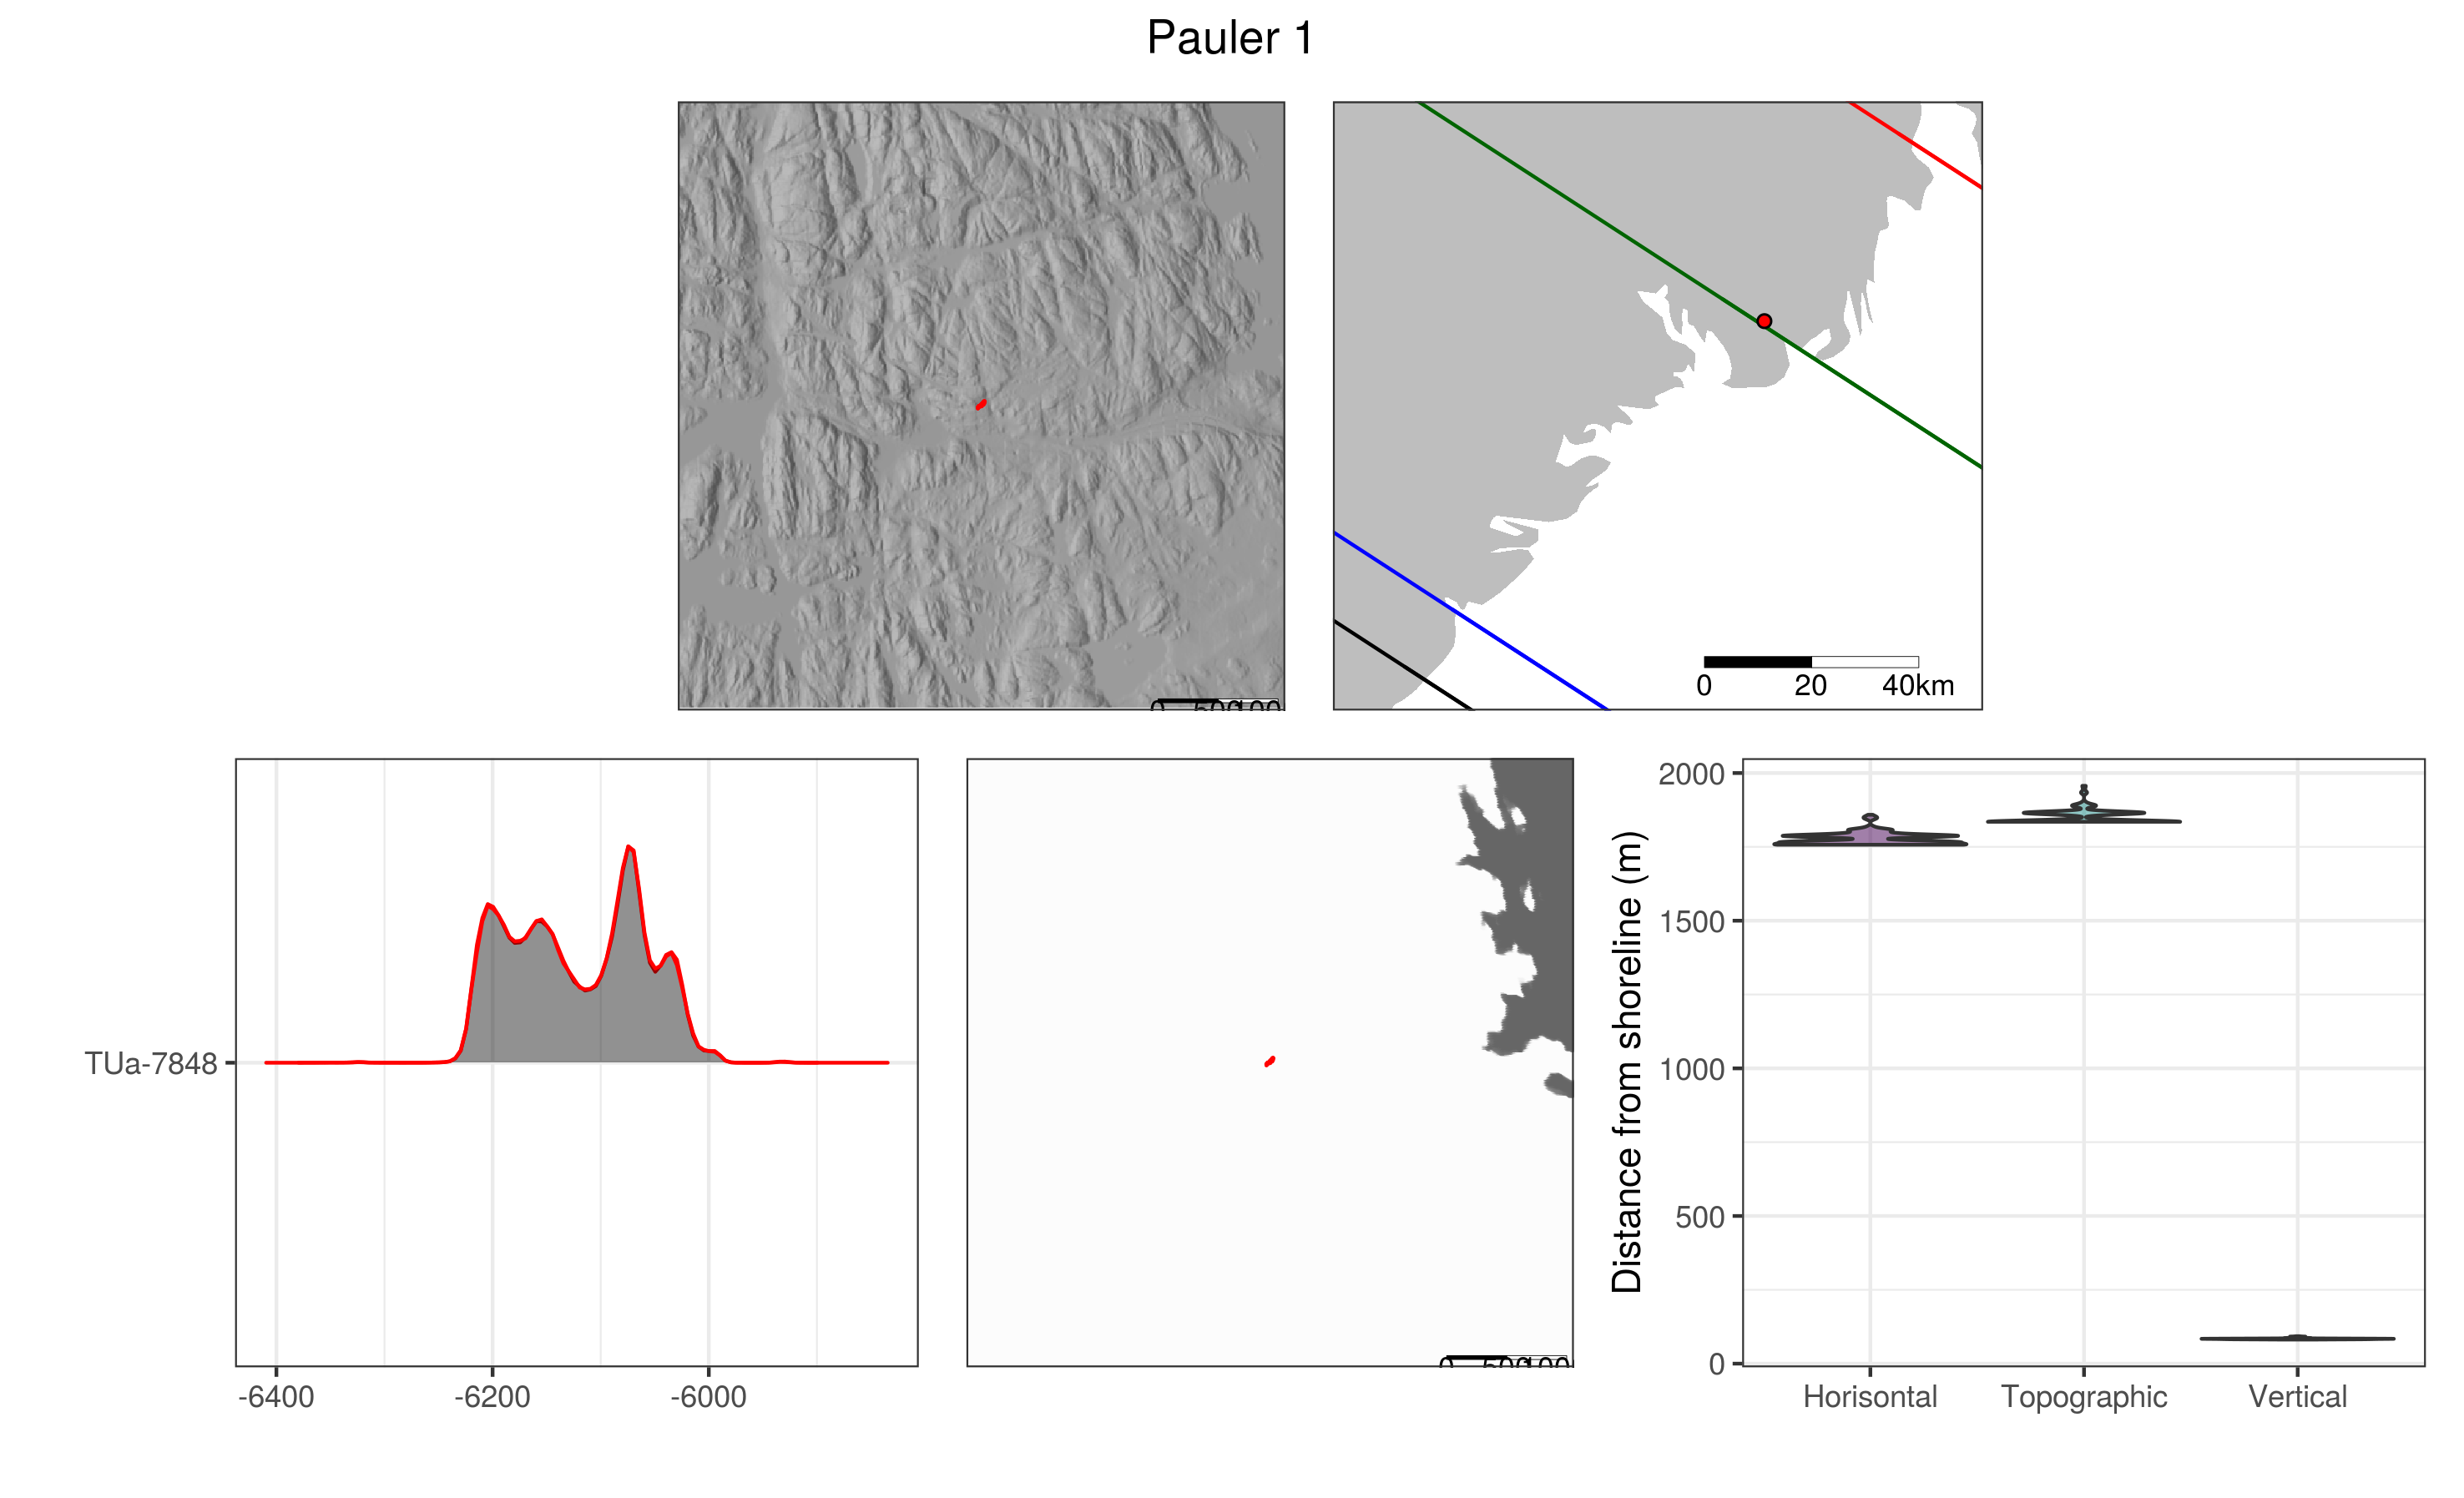 Pauler 1
0 20 40km
TUa-7848
-6400 -6200 -6000
Distance from shoreline (m)
2000
1500
1000
500
0
Horisontal Topographic Vertical